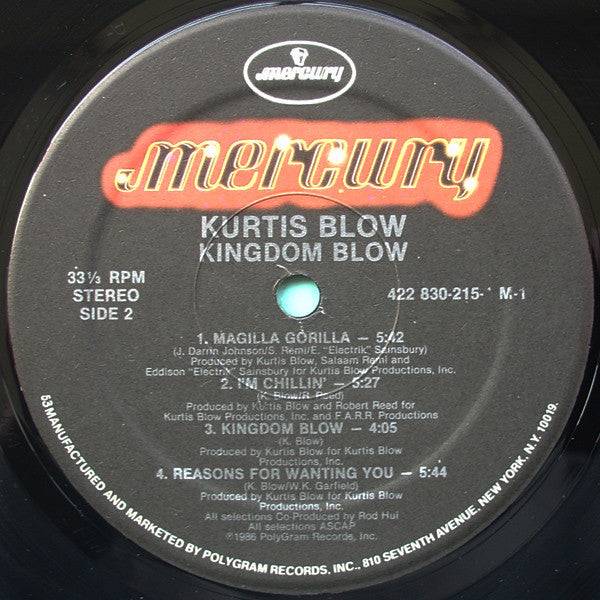 mercury
mercury
KURTIS BLOW
KINGDOM BLOW
33⅓ RPM
STEREO
SIDE 2
422 830-215-1 M-1
1. MAGILLA GORILLA — 5:42
(J. Darrin Johnson/S. Remi/E. "Electrik" Sainsbury)
Produced by Kurtis Blow, Salaam Remi and
Eddison "Electrik" Sainsbury for Kurtis Blow Productions, Inc.
2. I'M CHILLIN' — 5:27
(K. Blow/R. Reed)
Produced by Kurtis Blow and Robert Reed for
Kurtis Blow Productions, Inc. and F.A.R.R. Productions
3. KINGDOM BLOW — 4:05
(K. Blow)
Produced by Kurtis Blow for Kurtis Blow
Productions, Inc.
4. REASONS FOR WANTING YOU — 5:44
(K. Blow/W.K. Garfield)
Produced by Kurtis Blow for Kurtis Blow
Productions, Inc.
All selections Co-Produced by Rod Hui
All selections ASCAP
℗1986 PolyGram Records, Inc.
53 MANUFACTURED AND MARKETED BY POLYGRAM RECORDS, INC., 810 SEVENTH AVENUE, NEW YORK, N.Y. 10019.